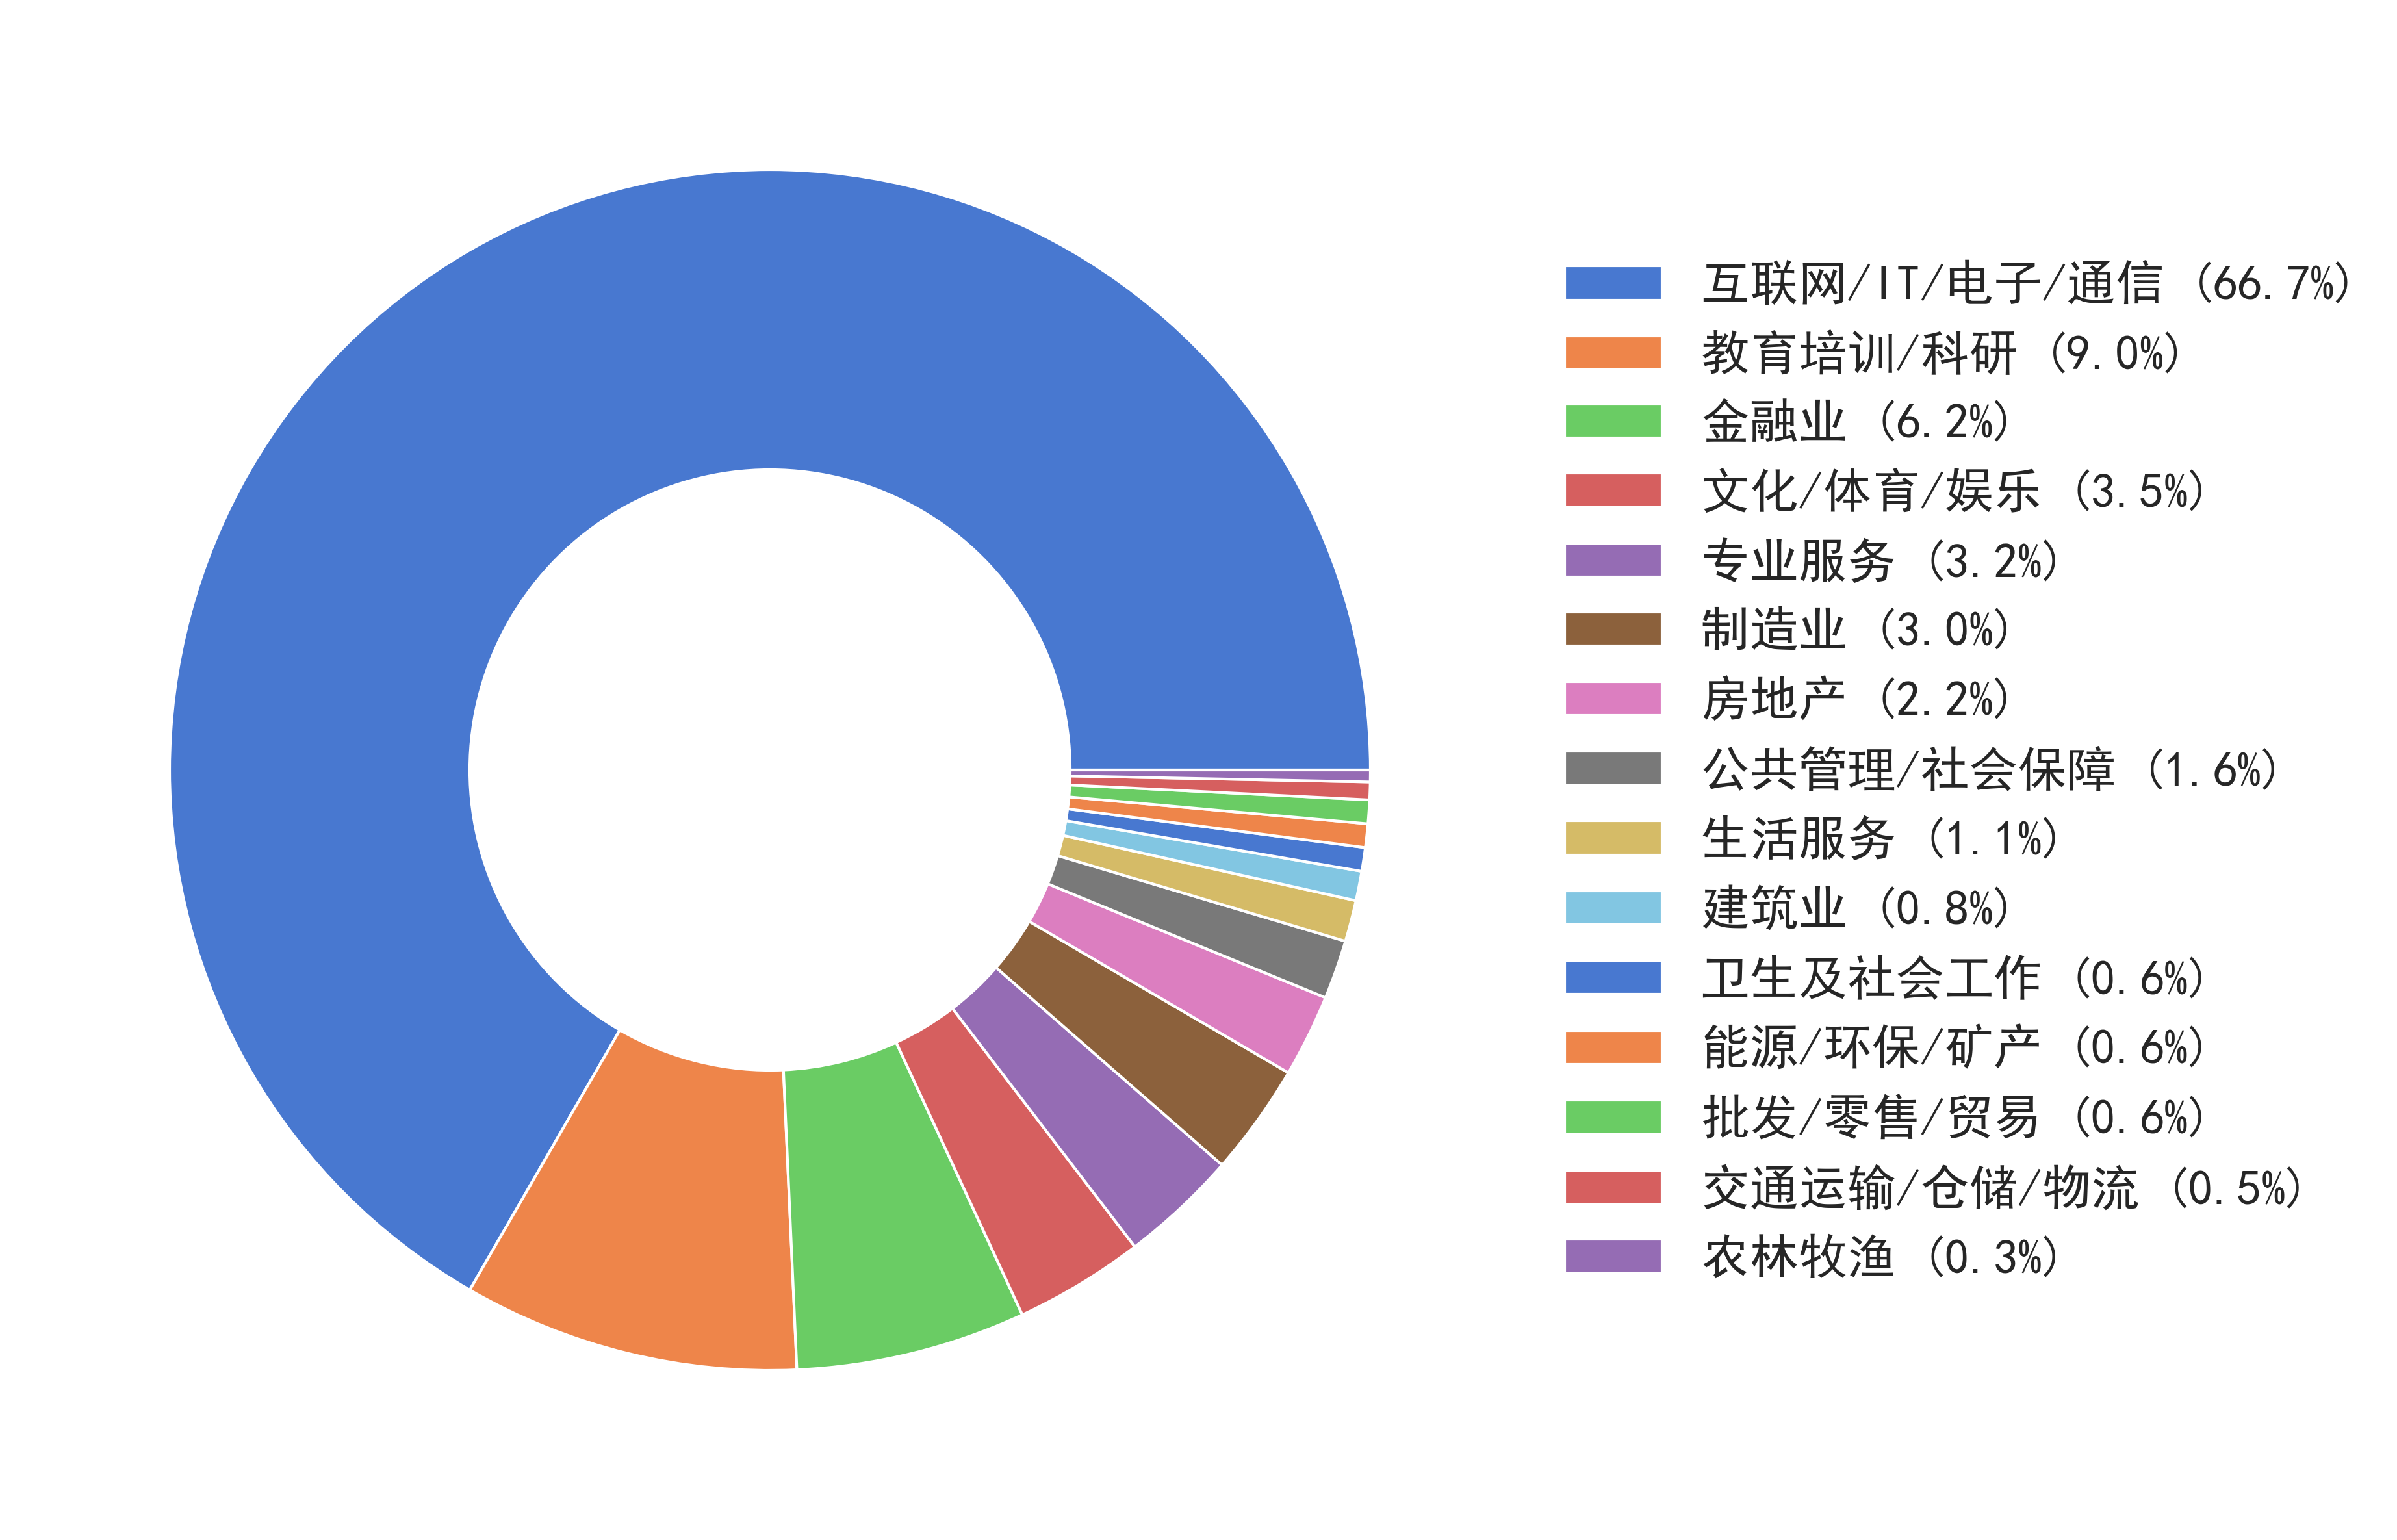 互联网/IT/电子/通信 (66.7%)
教育培训/科研 (9.0%)
金融业 (6.2%)
文化/体育/娱乐 (3.5%)
专业服务 (3.2%)
制造业 (3.0%)
房地产 (2.2%)
公共管理/社会保障 (1.6%)
生活服务 (1.1%)
建筑业 (0.8%)
卫生及社会工作 (0.6%)
能源/环保/矿产 (0.6%)
批发/零售/贸易 (0.6%)
交通运输/仓储/物流 (0.5%)
农林牧渔 (0.3%)